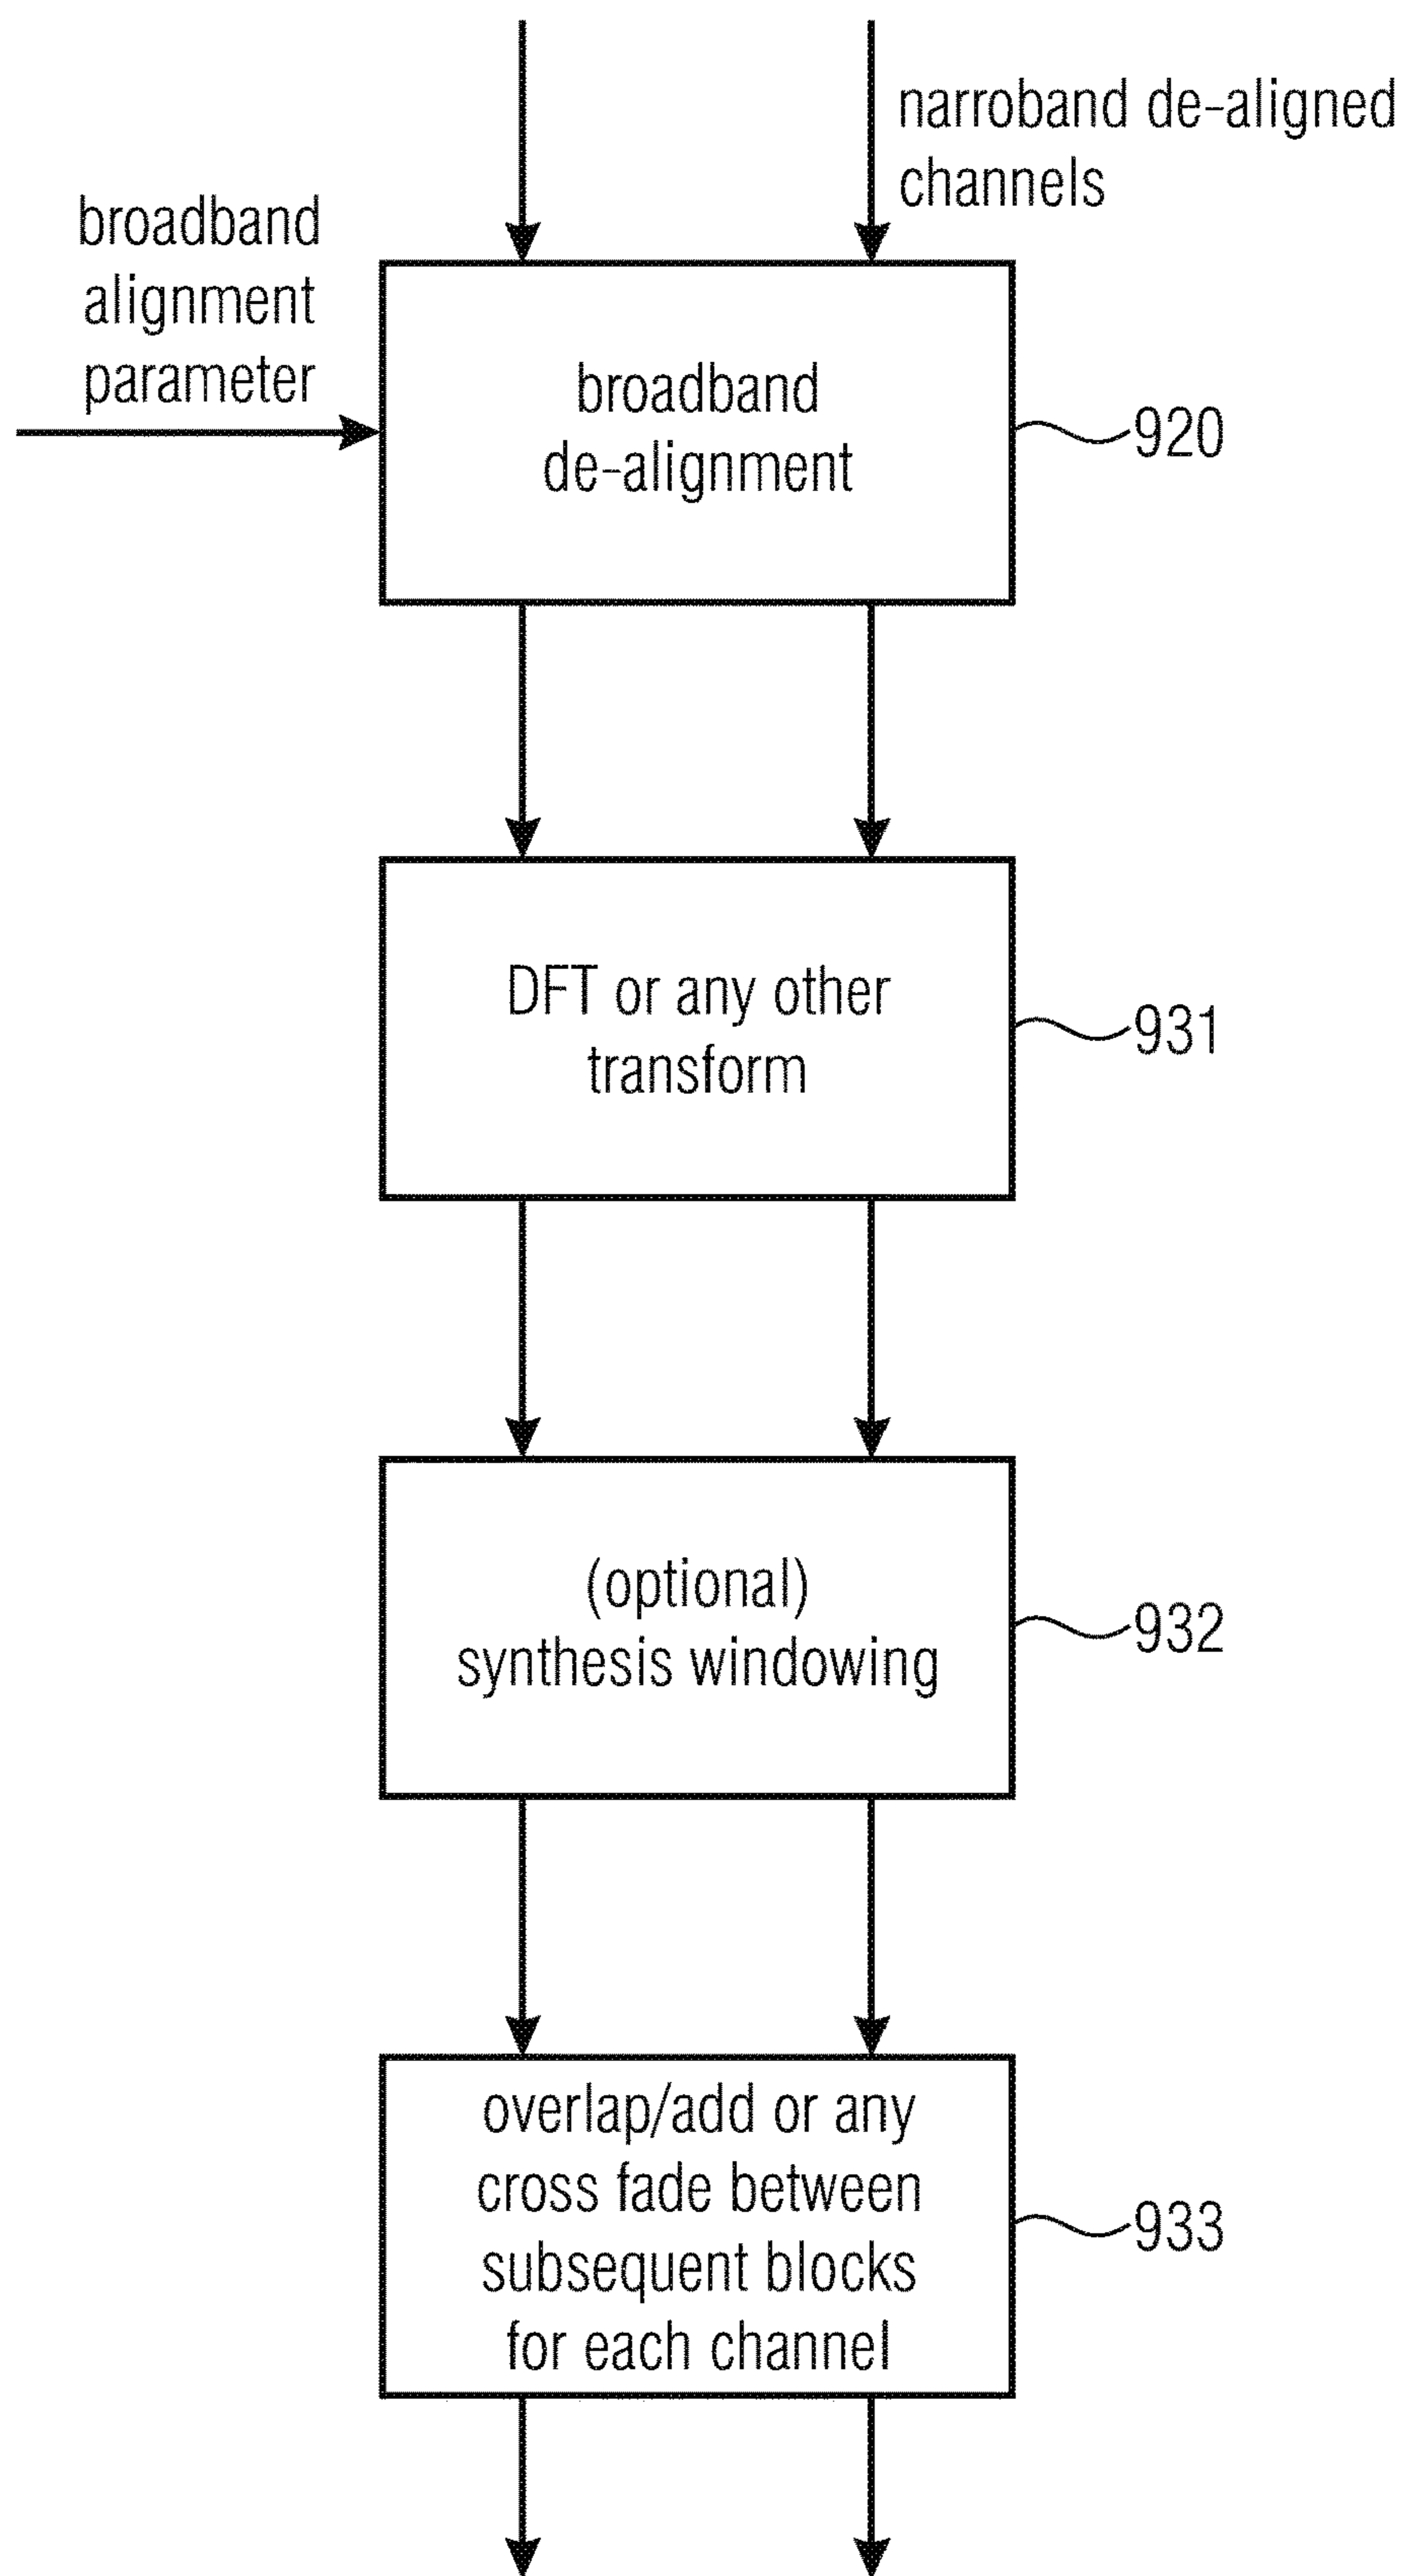 narroband de-aligned
channels
broadband
alignment
parameter
broadband
de-alignment
920
DFT or any other
transform
931
(optional)
synthesis windowing
932
overlap/add or any
cross fade between
subsequent blocks
for each channel
933